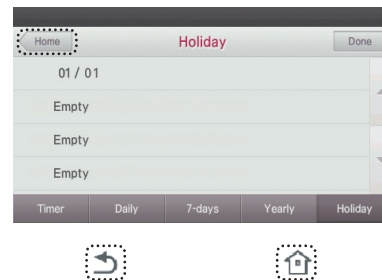 Home Holiday Done
01 / 01
Empty
Empty
Empty
Timer Daily 7-days Yearly Holiday